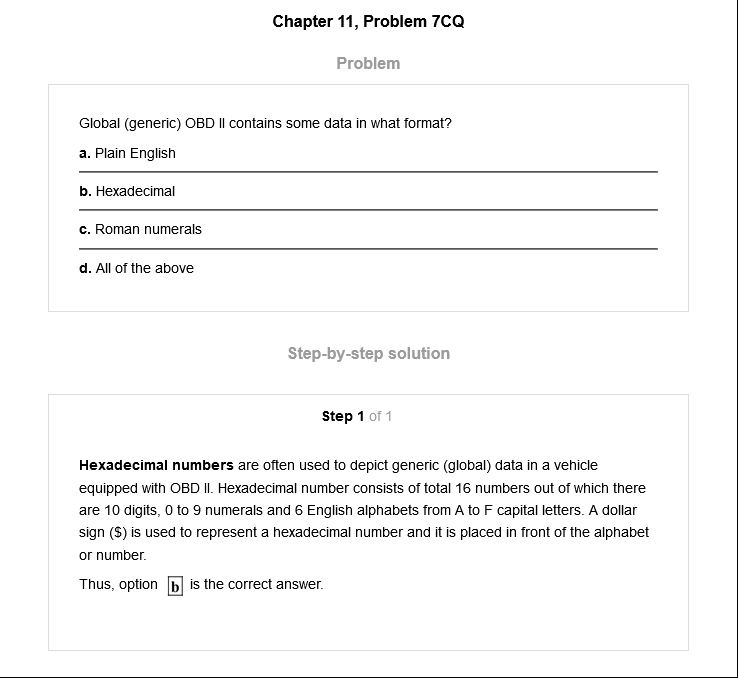 Chapter 11, Problem 7CQ
Problem
Global (generic) OBD II contains some data in what format?
a. Plain English
b. Hexadecimal
c. Roman numerals
d. All of the above
Step-by-step solution
Step 1 of 1
Hexadecimal numbers are often used to depict generic (global) data in a vehicle
equipped with OBD II. Hexadecimal number consists of total 16 numbers out of which there
are 10 digits, 0 to 9 numerals and 6 English alphabets from A to F capital letters. A dollar
sign ($) is used to represent a hexadecimal number and it is placed in front of the alphabet
or number.
Thus, option b is the correct answer.